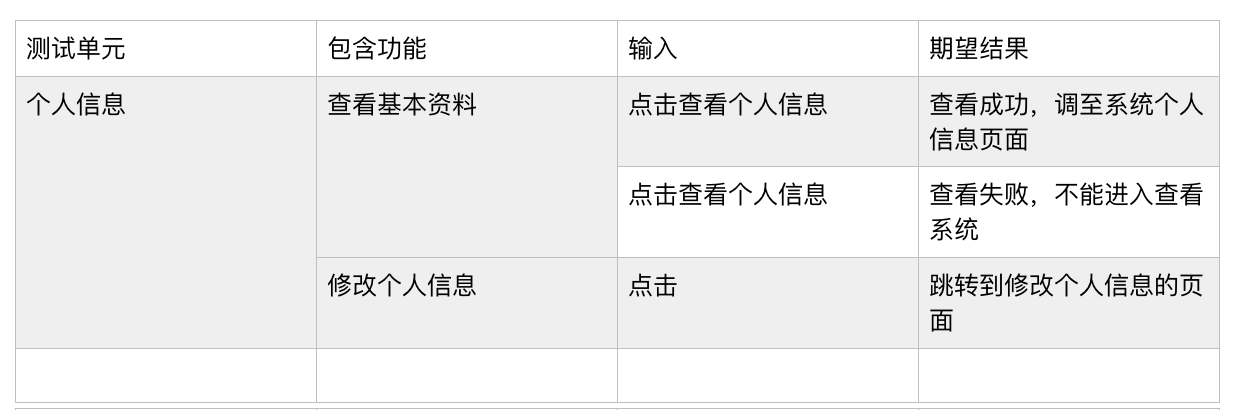 测试单元
包含功能
输入
期望结果
个人信息
查看基本资料
点击查看个人信息
查看成功，调至系统个人
信息页面
点击查看个人信息
查看失败，不能进入查看
系统
修改个人信息
点击
跳转到修改个人信息的页
面